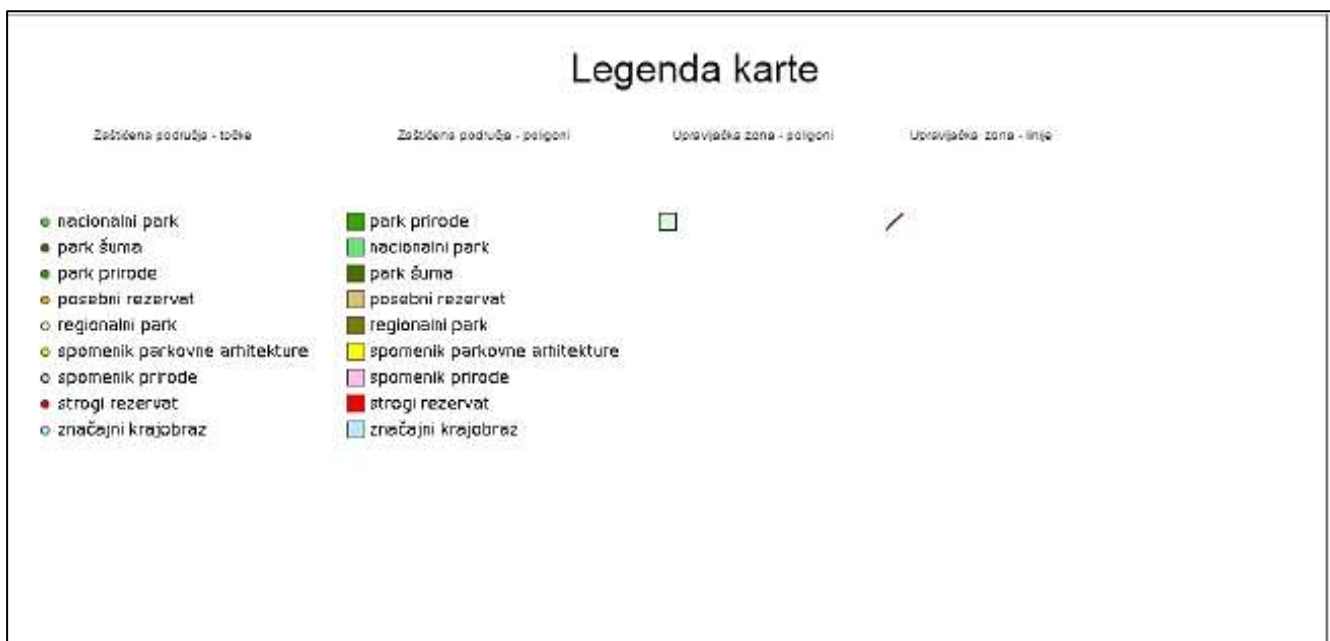 Legenda karte
Zaštićena područja - točke
Zaštićena područja - poligoni
Upravljačka zona - poligoni
Upravljačka zona - linije
nacionalni park
park šuma
park prirode
posebni rezervat
regionalni park
spomenik parkovne arhitekture
spomenik prirode
strogi rezervat
značajni krajobraz
park prirode
nacionalni park
park šuma
posebni rezervat
regionalni park
spomenik parkovne arhitekture
spomenik prirode
strogi rezervat
značajni krajobraz